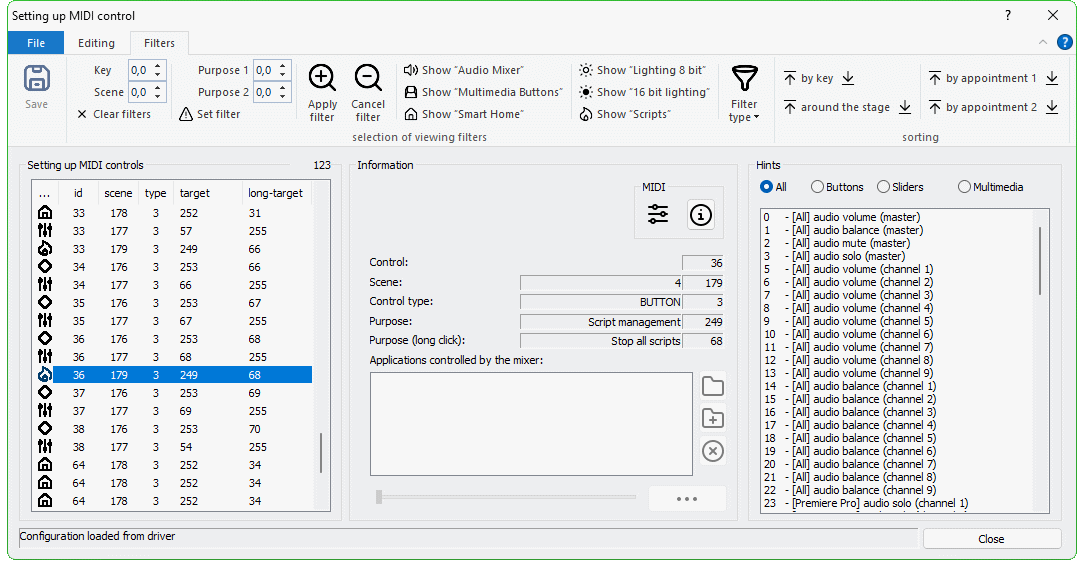 Setting up MIDI control
?
File Editing Filters
?
Save
Key 0,0 Purpose 1 0,0
Scene 0,0 Purpose 2 0,0
Clear filters Set filter
Apply filter
Cancel filter
Show "Audio Mixer" Show "Lighting 8 bit"
Show "Multimedia Buttons" Show "16 bit lighting"
Show "Smart Home" Show "Scripts"
Filter type
selection of viewing filters
by key by appointment 1
around the stage by appointment 2
sorting
Setting up MIDI controls 123
... id scene type target long-target
33 178 3 252 31
33 177 3 57 255
33 179 3 249 66
34 176 3 253 66
34 177 3 66 255
35 176 3 253 67
35 177 3 67 255
36 176 3 253 68
36 177 3 68 255
36 179 3 249 68
37 176 3 253 69
37 177 3 69 255
38 176 3 253 70
38 177 3 54 255
64 178 3 252 34
64 178 3 252 34
64 178 3 252 34
Information
MIDI
Control: 36
Scene: 4 179
Control type: BUTTON 3
Purpose: Script management 249
Purpose (long click): Stop all scripts 68
Applications controlled by the mixer:
...
Hints
All Buttons Sliders Multimedia
0 - [All] audio volume (master)
1 - [All] audio balance (master)
2 - [All] audio mute (master)
3 - [All] audio solo (master)
5 - [All] audio volume (channel 1)
6 - [All] audio volume (channel 2)
7 - [All] audio volume (channel 3)
8 - [All] audio volume (channel 4)
9 - [All] audio volume (channel 5)
10 - [All] audio volume (channel 6)
11 - [All] audio volume (channel 7)
12 - [All] audio volume (channel 8)
13 - [All] audio volume (channel 9)
14 - [All] audio balance (channel 1)
15 - [All] audio balance (channel 2)
16 - [All] audio balance (channel 3)
17 - [All] audio balance (channel 4)
18 - [All] audio balance (channel 5)
19 - [All] audio balance (channel 6)
20 - [All] audio balance (channel 7)
21 - [All] audio balance (channel 8)
22 - [All] audio balance (channel 9)
23 - [Premiere Pro] audio solo (channel 1)
Configuration loaded from driver
Close